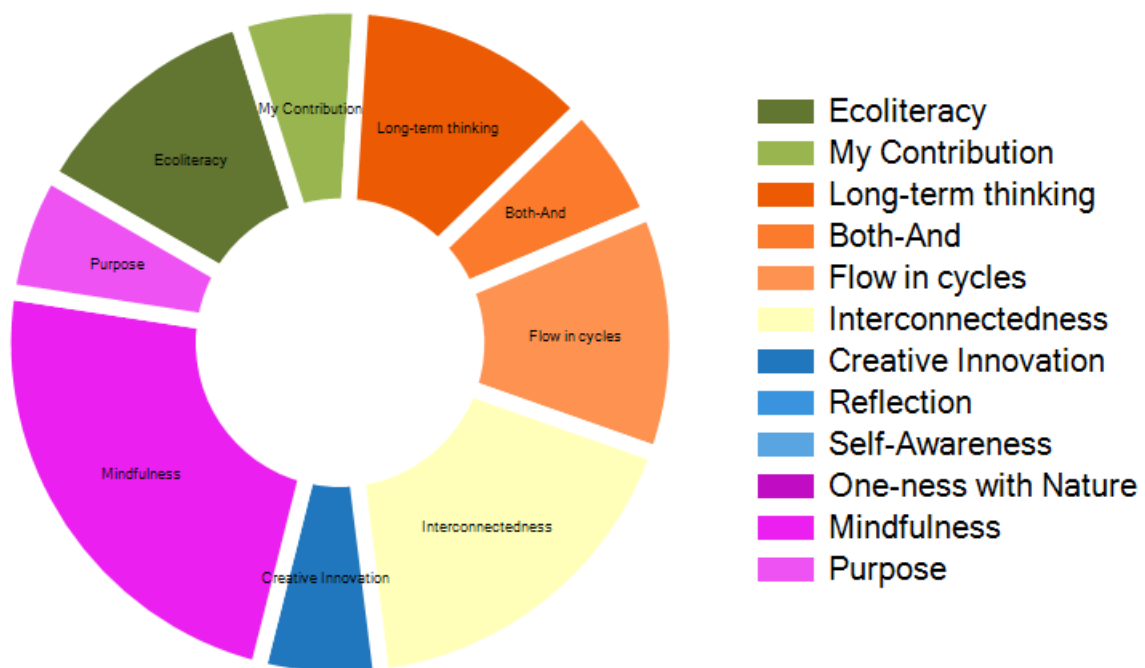 My Contribution
Long-term thinking
Ecoliteracy
Both-And
Purpose
Flow in cycles
Mindfulness
Interconnectedness
Creative Innovation
Ecoliteracy
My Contribution
Long-term thinking
Both-And
Flow in cycles
Interconnectedness
Creative Innovation
Reflection
Self-Awareness
One-ness with Nature
Mindfulness
Purpose